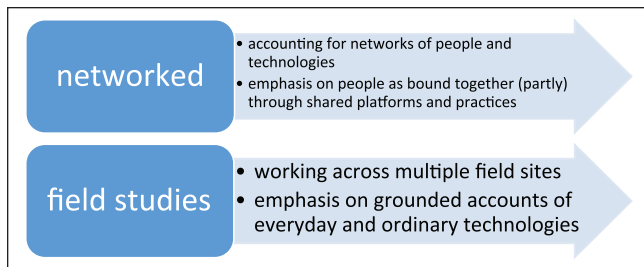 networked
• accounting for networks of people and
technologies
• emphasis on people as bound together (partly)
through shared platforms and practices
field studies
• working across multiple field sites
• emphasis on grounded accounts of
everyday and ordinary technologies